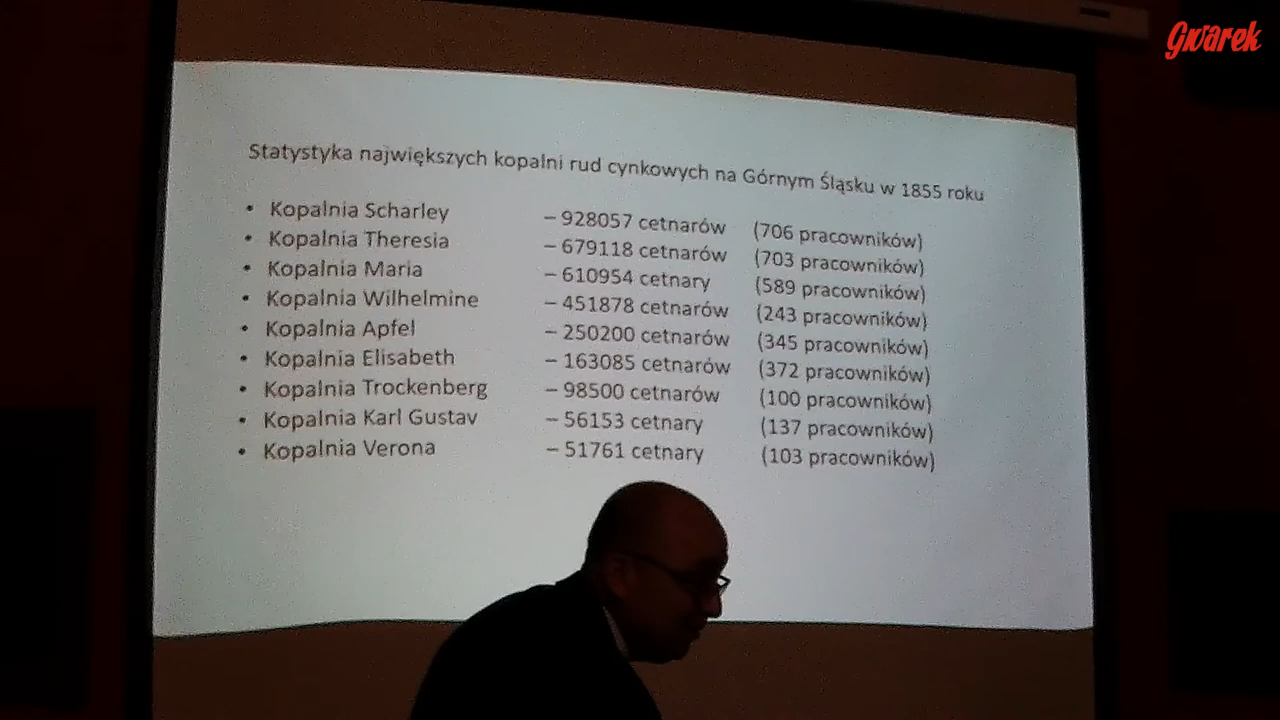 Gwarek
Statystyka największych kopalni rud cynkowych na Górnym Śląsku w 1855 roku
• Kopalnia Scharley – 928057 cetnarów (706 pracowników)
• Kopalnia Theresia – 679118 cetnarów (703 pracowników)
• Kopalnia Maria – 610954 cetnary (589 pracowników)
• Kopalnia Wilhelmine – 451878 cetnarów (243 pracowników)
• Kopalnia Apfel – 250200 cetnarów (345 pracowników)
• Kopalnia Elisabeth – 163085 cetnarów (372 pracowników)
• Kopalnia Trockenberg – 98500 cetnarów (100 pracowników)
• Kopalnia Karl Gustav – 56153 cetnary (137 pracowników)
• Kopalnia Verona – 51761 cetnary (103 pracowników)